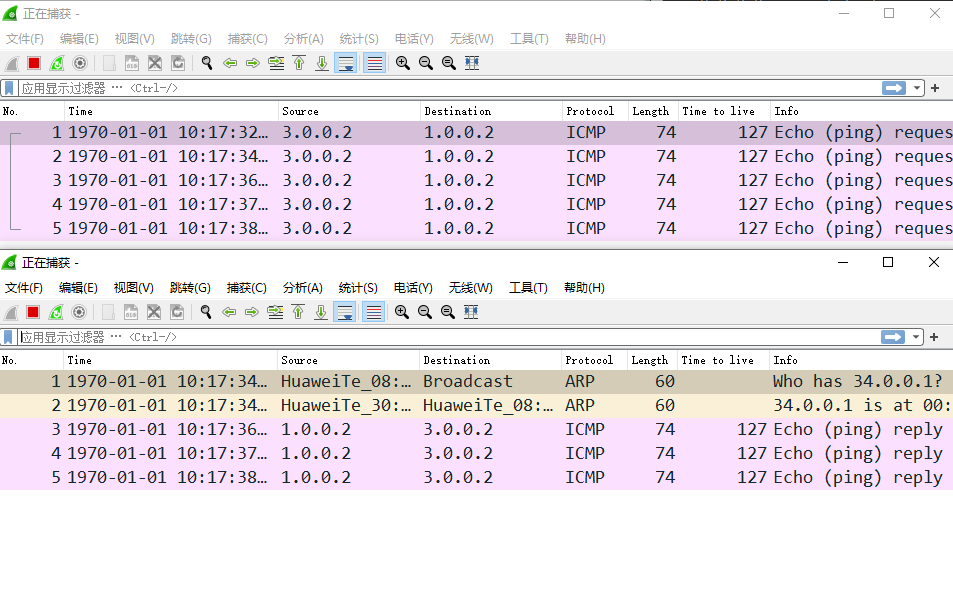 正在捕获 -
文件(F) 编辑(E) 视图(V) 跳转(G) 捕获(C) 分析(A) 统计(S) 电话(Y) 无线(W) 工具(T) 帮助(H)
应用显示过滤器 … <Ctrl-/>
No. Time Source Destination Protocol Length Time to live Info
1 1970-01-01 10:17:32… 3.0.0.2 1.0.0.2 ICMP 74 127 Echo (ping) reques
2 1970-01-01 10:17:34… 3.0.0.2 1.0.0.2 ICMP 74 127 Echo (ping) reques
3 1970-01-01 10:17:36… 3.0.0.2 1.0.0.2 ICMP 74 127 Echo (ping) reques
4 1970-01-01 10:17:37… 3.0.0.2 1.0.0.2 ICMP 74 127 Echo (ping) reques
5 1970-01-01 10:17:38… 3.0.0.2 1.0.0.2 ICMP 74 127 Echo (ping) reques
正在捕获 -
文件(F) 编辑(E) 视图(V) 跳转(G) 捕获(C) 分析(A) 统计(S) 电话(Y) 无线(W) 工具(T) 帮助(H)
应用显示过滤器 … <Ctrl-/>
No. Time Source Destination Protocol Length Time to live Info
1 1970-01-01 10:17:34… HuaweiTe_08:… Broadcast ARP 60 Who has 34.0.0.1?
2 1970-01-01 10:17:34… HuaweiTe_30:… HuaweiTe_08:… ARP 60 34.0.0.1 is at 00:
3 1970-01-01 10:17:36… 1.0.0.2 3.0.0.2 ICMP 74 127 Echo (ping) reply
4 1970-01-01 10:17:37… 1.0.0.2 3.0.0.2 ICMP 74 127 Echo (ping) reply
5 1970-01-01 10:17:38… 1.0.0.2 3.0.0.2 ICMP 74 127 Echo (ping) reply